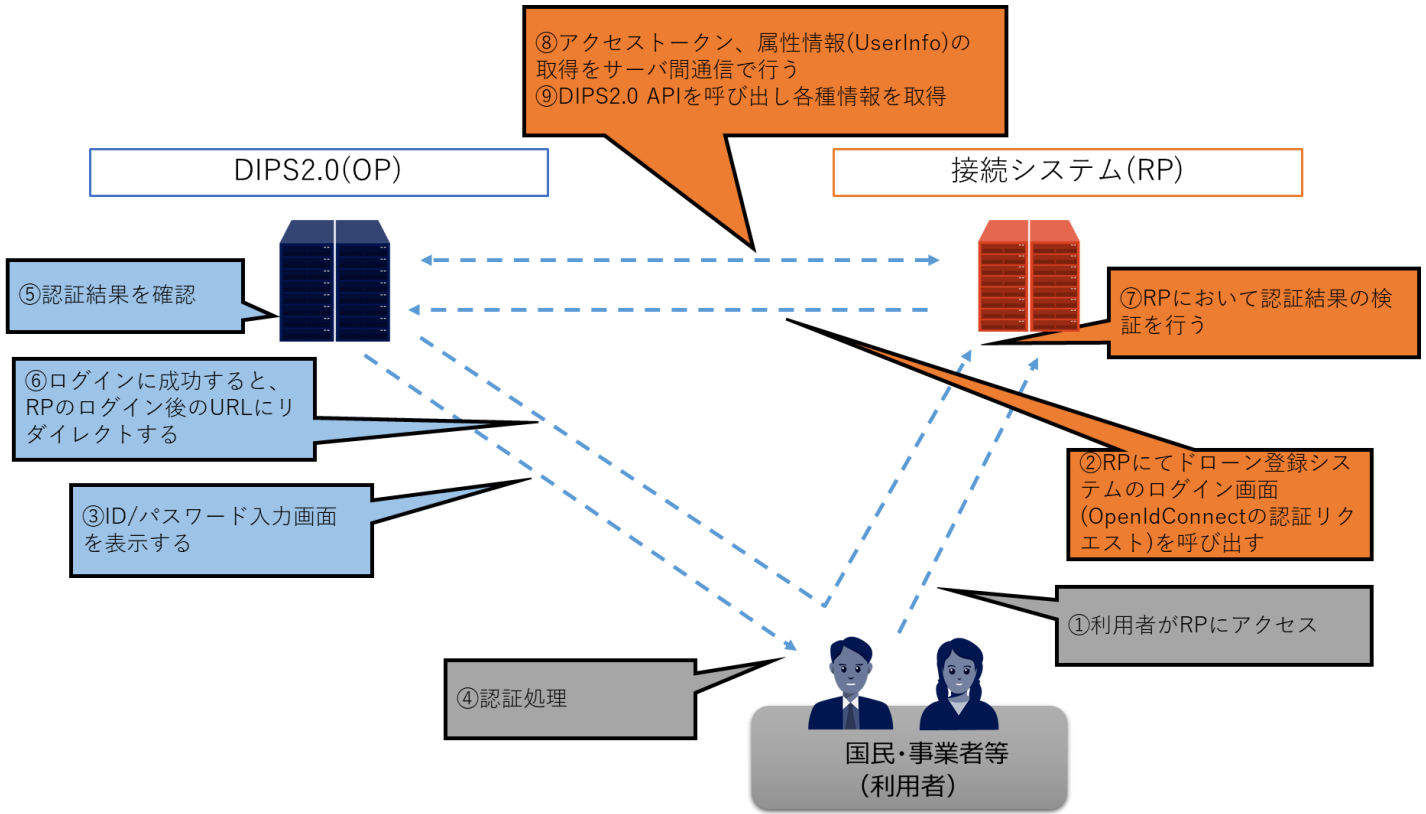 ⑧アクセストークン、属性情報(UserInfo)の
取得をサーバ間通信で行う
⑨DIPS2.0 APIを呼び出し各種情報を取得
DIPS2.0(OP)
接続システム(RP)
⑤認証結果を確認
⑦RPにおいて認証結果の検
証を行う
⑥ログインに成功すると、
RPのログイン後のURLにリ
ダイレクトする
②RPにてドローン登録シス
テムのログイン画面
(OpenIdConnectの認証リク
エスト)を呼び出す
③ID/パスワード入力画面
を表示する
①利用者がRPにアクセス
④認証処理
国民･事業者等
（利用者）